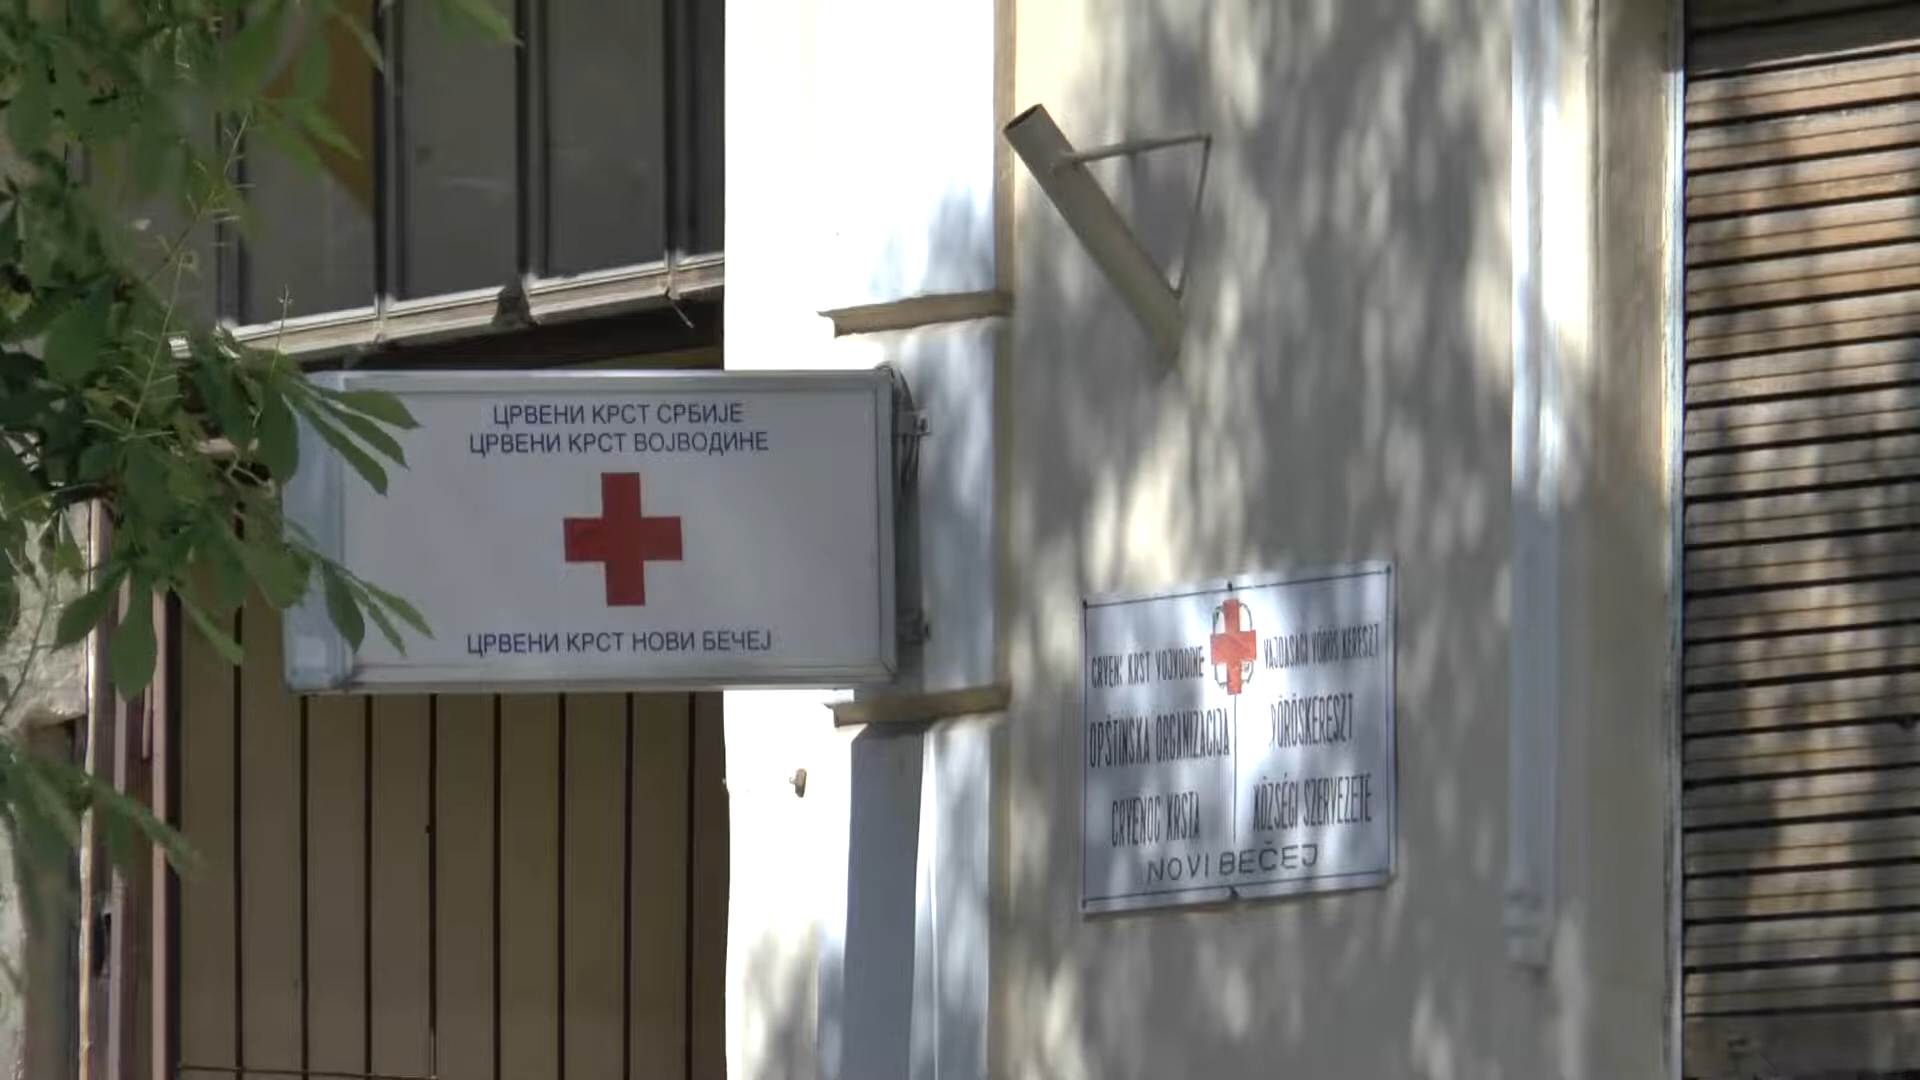 ЦРВЕНИ КРСТ СРБИЈЕ
ЦРВЕНИ КРСТ ВОЈВОДИНЕ
ЦРВЕНИ КРСТ НОВИ БЕЧЕЈ
CRVENI KRST VOJVODINE
OPŠTINSKA ORGANIZACIJA
CRVENOG KRSTA
VAJDASÁGI VÖRÖS KERESZT
VÖRÖSKERESZT
KÖZSÉGI SZERVEZETE
NOVI BEČEJ